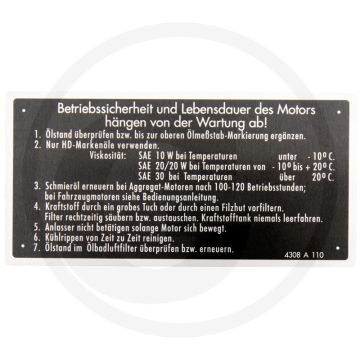 Betriebssicherheit und Lebensdauer des Motors
hängen von der Wartung ab!
1. Ölstand überprüfen bzw. bis zur oberen Ölmeßstab-Markierung ergänzen.
2. Nur HD-Markenöle verwenden.
Viskosität: SAE 10 W bei Temperaturen unter - 10° C.
SAE 20/20 W bei Temperaturen von - 10° bis + 20° C.
SAE 30 bei Temperaturen über 20° C.
3. Schmieröl erneuern bei Aggregat-Motoren nach 100-120 Betriebsstunden;
bei Fahrzeugmotoren siehe Bedienungsanleitung.
4. Kraftstoff durch ein grobes Tuch oder durch einen Filzhut vorfiltern.
Filter rechtzeitig säubern bzw. austauschen. Kraftstofftank niemals leerfahren.
5. Anlasser nicht betätigen solange Motor sich bewegt.
6. Kühlrippen von Zeit zu Zeit reinigen.
7. Ölstand im Ölbadluftfilter überprüfen bzw. erneuern.
4308 A 110